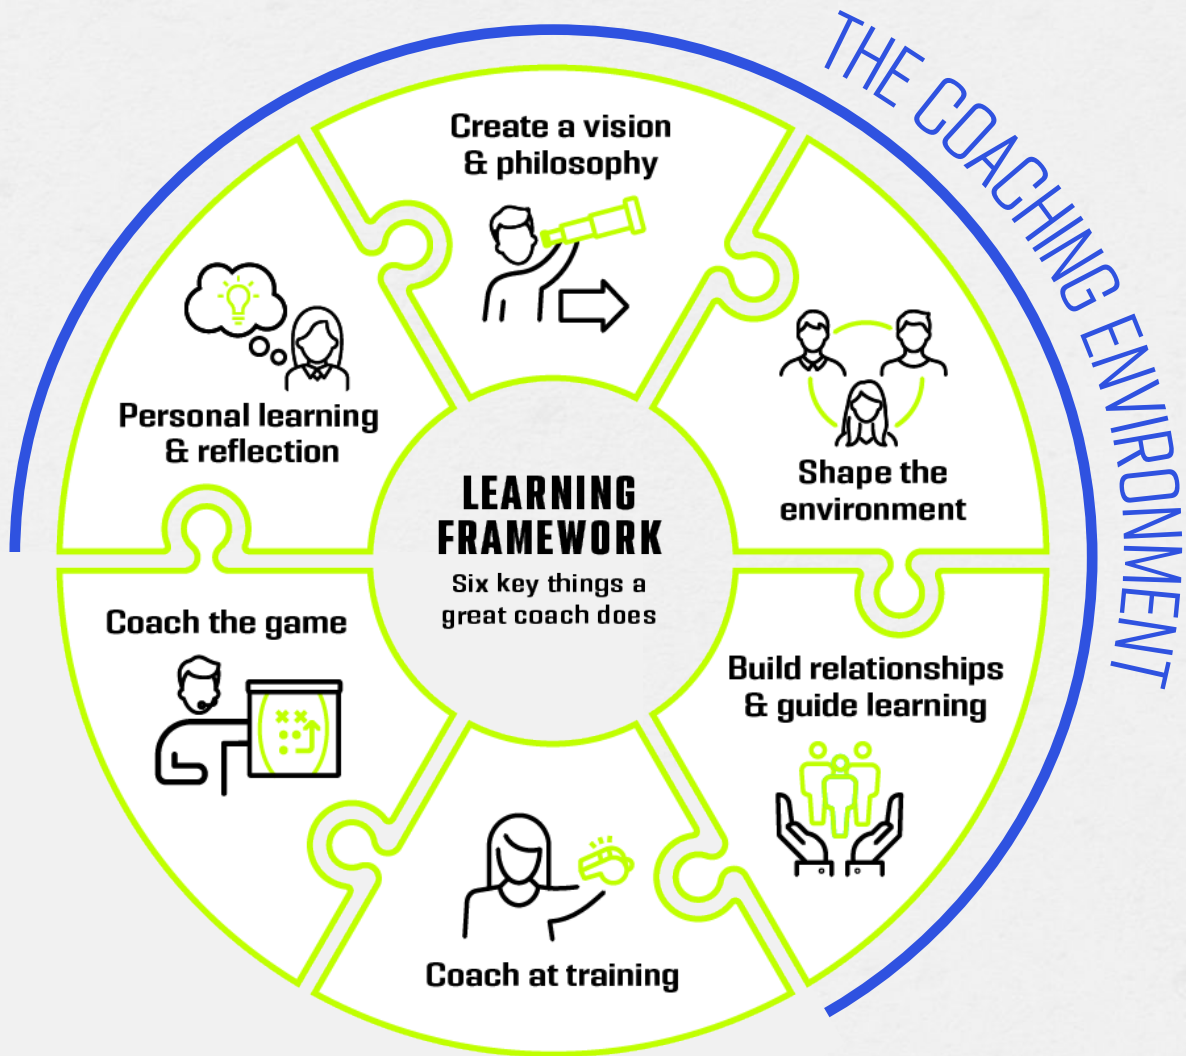 THE COACHING ENVIRONMENT
Create a vision
& philosophy
Shape the
environment
Build relationships
& guide learning
Coach at training
Coach the game
Personal learning
& reflection
LEARNING
FRAMEWORK
Six key things a
great coach does